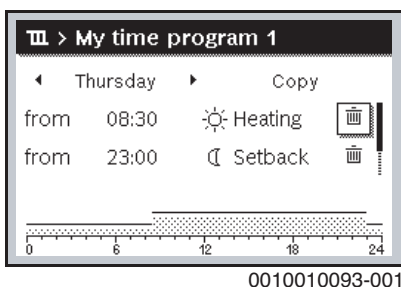 > My time program 1
Thursday Copy
from 08:30 Heating
from 23:00 Setback
0 6 12 18 24
0010010093-001